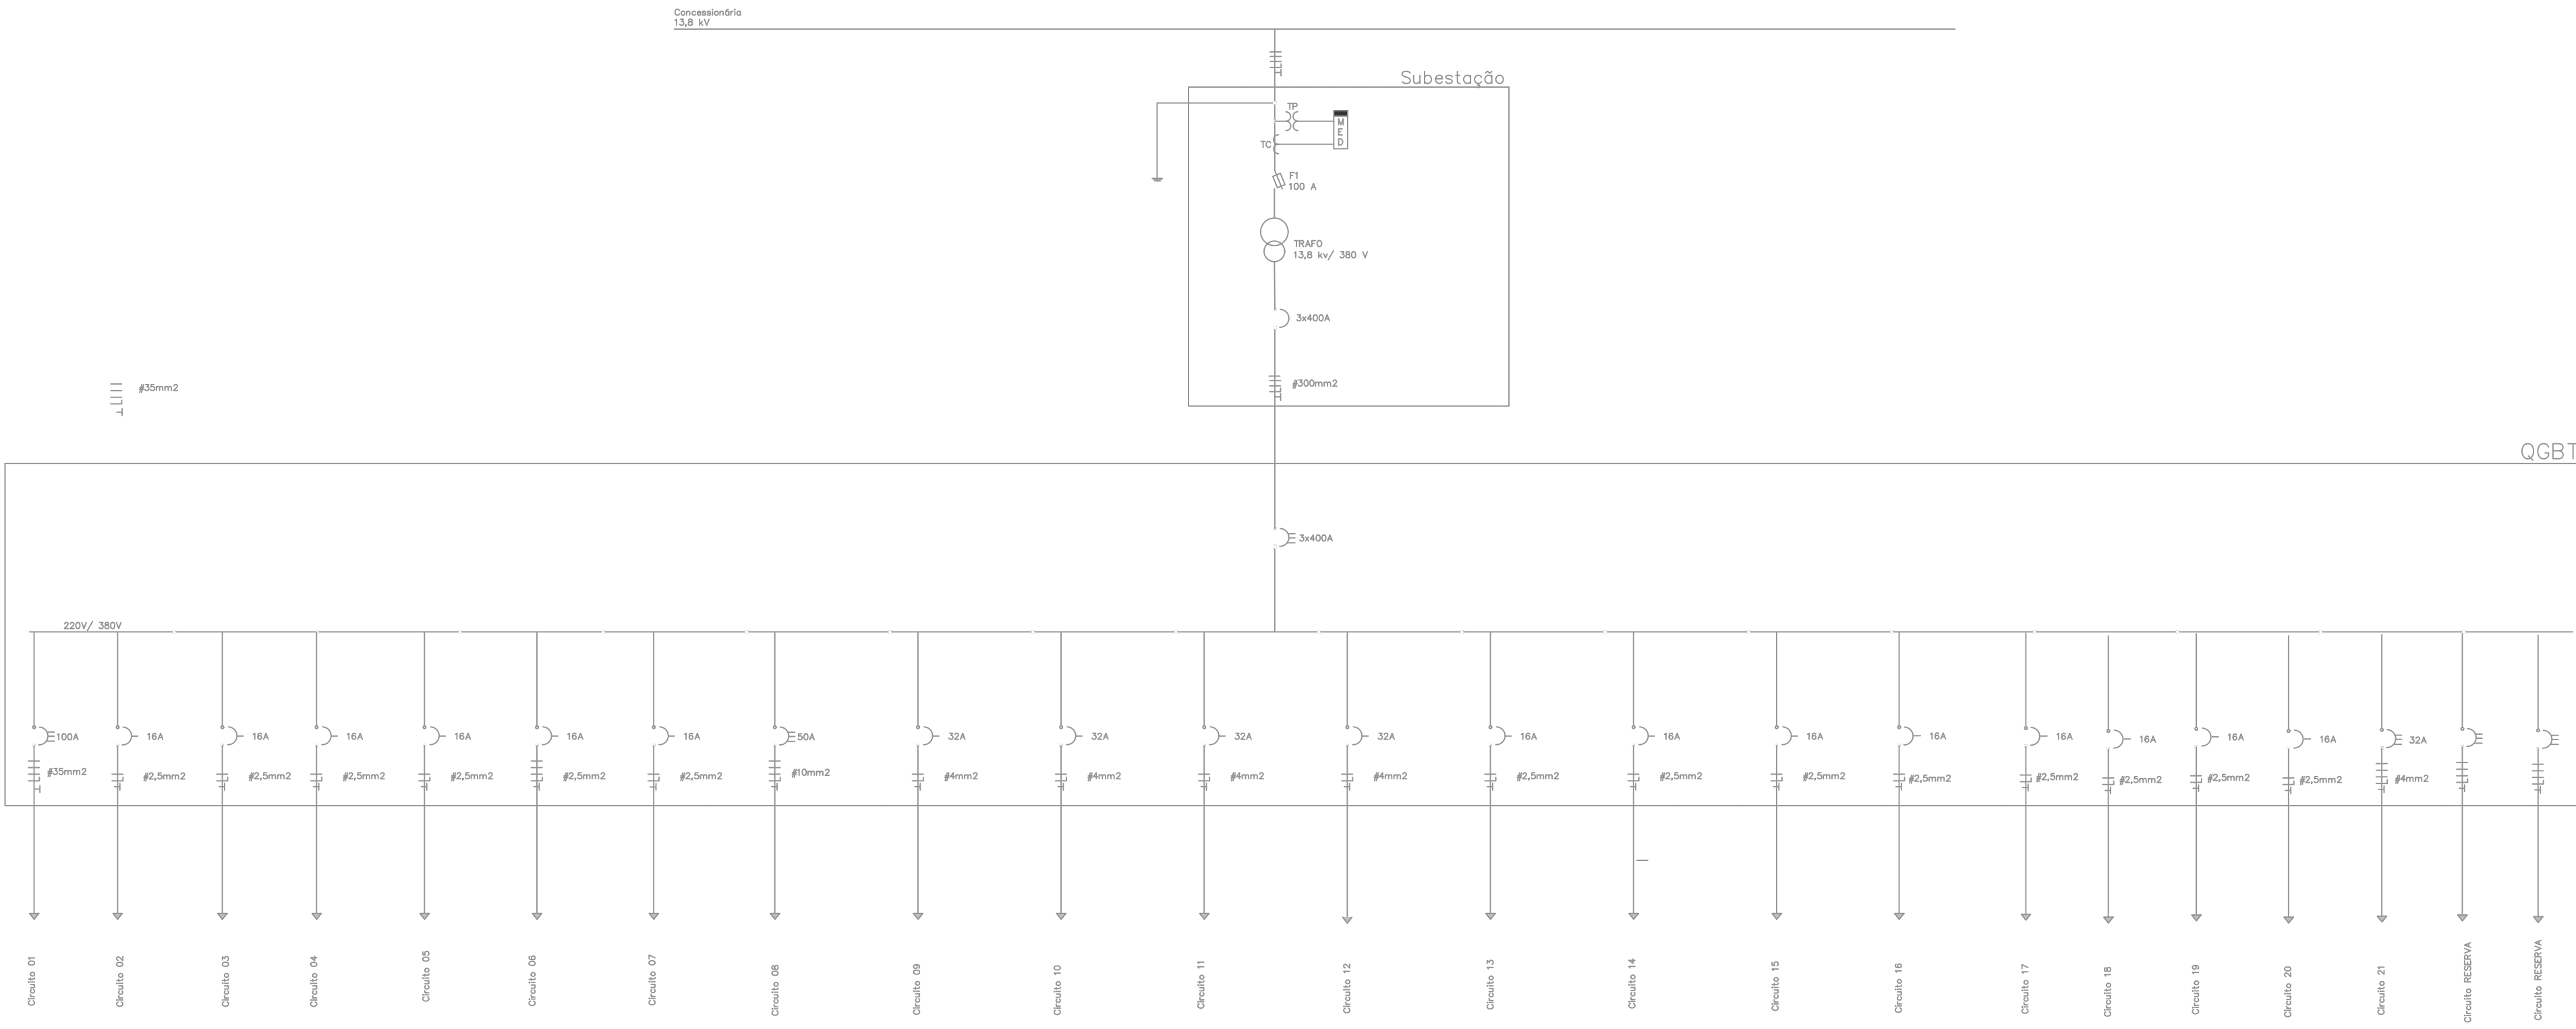 Concessionária
13,8 kV
Subestação
TP
M
E
D
TC
F1
100 A
TRAFO
13,8 kv/ 380 V
3x400A
#300mm2
#35mm2
QGBT
3x400A
220V/ 380V
100A
16A
16A
16A
16A
16A
16A
50A
32A
32A
32A
32A
16A
16A
16A
16A
16A
16A
16A
16A
32A
#35mm2
#2,5mm2
#2,5mm2
#2,5mm2
#2,5mm2
#2,5mm2
#2,5mm2
#10mm2
#4mm2
#4mm2
#4mm2
#4mm2
#2,5mm2
#2,5mm2
#2,5mm2
#2,5mm2
#2,5mm2
#2,5mm2
#2,5mm2
#2,5mm2
#4mm2
Circuito 01
Circuito 02
Circuito 03
Circuito 04
Circuito 05
Circuito 06
Circuito 07
Circuito 08
Circuito 09
Circuito 10
Circuito 11
Circuito 12
Circuito 13
Circuito 14
Circuito 15
Circuito 16
Circuito 17
Circuito 18
Circuito 19
Circuito 20
Circuito 21
Circuito RESERVA
Circuito RESERVA